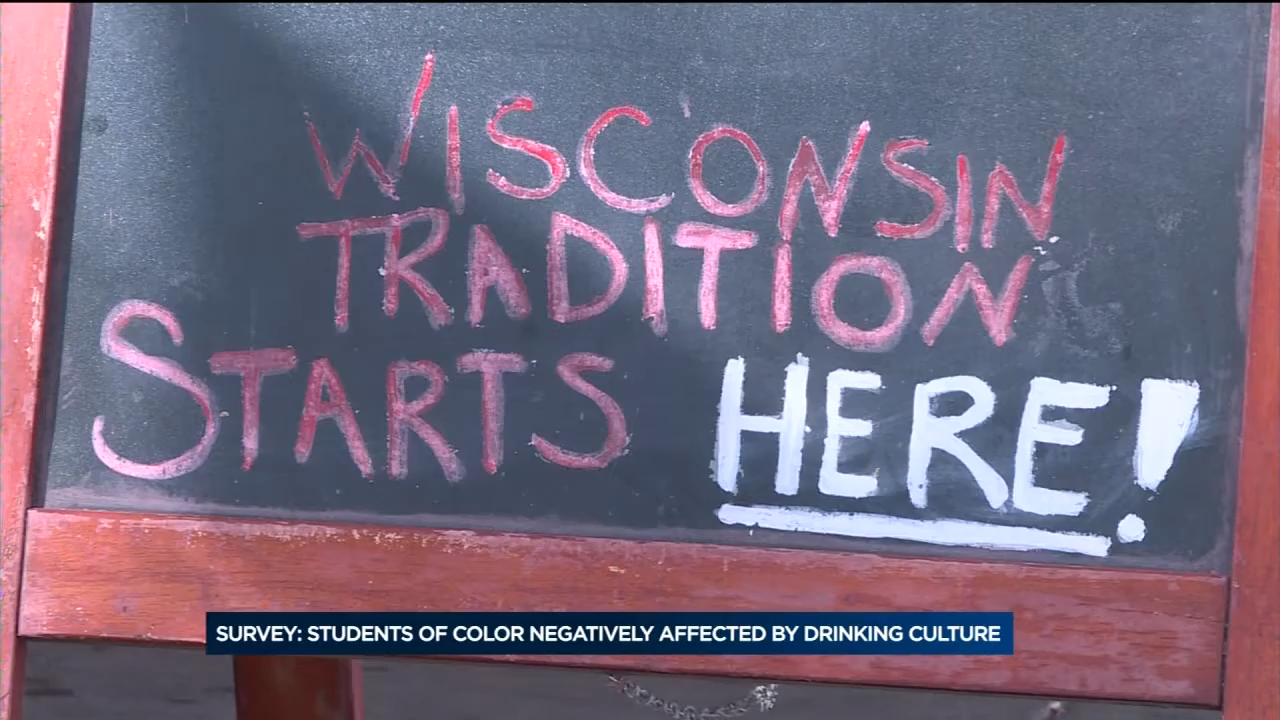 WISCONSIN
TRADITION
STARTS HERE!
SURVEY: STUDENTS OF COLOR NEGATIVELY AFFECTED BY DRINKING CULTURE